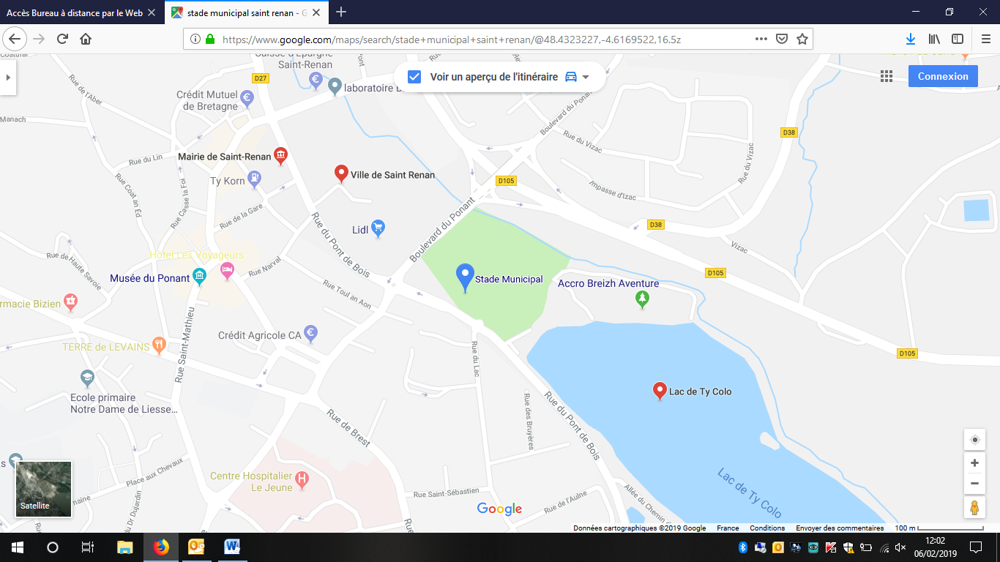 Accès Bureau à distance par le Web
stade municipal saint renan - G
https://www.google.com/maps/search/stade+municipal+saint+renan/@48.4323227,-4.6169522,16.5z
Voir un aperçu de l'itinéraire
Connexion
Saint-Renan
D27
laboratoire
Crédit Mutuel
de Bretagne
Rue de l'Aber
Manach
Boulevard du Ponant
Rue du Vizac
D38
Rue du Lin
Mairie de Saint-Renan
Ville de Saint Renan
Ty Korn
D105
Rue du Vizac
Impasse d'Izac
Rue Coat an Ed
Rue Casse la Foi
Rue de la Gare
Rue du Pont de Bois
Lidl
Boulevard du Ponant
D38
Vizac
Rue de Haute Savoie
Hôtel Les Voyageurs
Rue Narval
Musée du Ponant
Stade Municipal
Accro Breizh Aventure
D105
Rue Toul an Aon
rmacie Bizien
Rue Saint-Mathieu
Crédit Agricole CA
TERRE de LEVAINS
Rue du Lac
D105
Ecole primaire
Notre Dame de Liesse...
Lac de Ty Colo
Rue des Bruyères
Rue du Pont de Bois
Rue de Brest
Place aux Chevaux
Centre Hospitalier
Le Jeune
Lac de Ty Colo
Rue Saint-Sébastien
Rue de l'Aulne
Allée du Chemin
Satellite
maine
du Dr Dujardin
Google
Données cartographiques ©2019 Google
France
Conditions
Envoyer des commentaires
100 m
12:02
06/02/2019